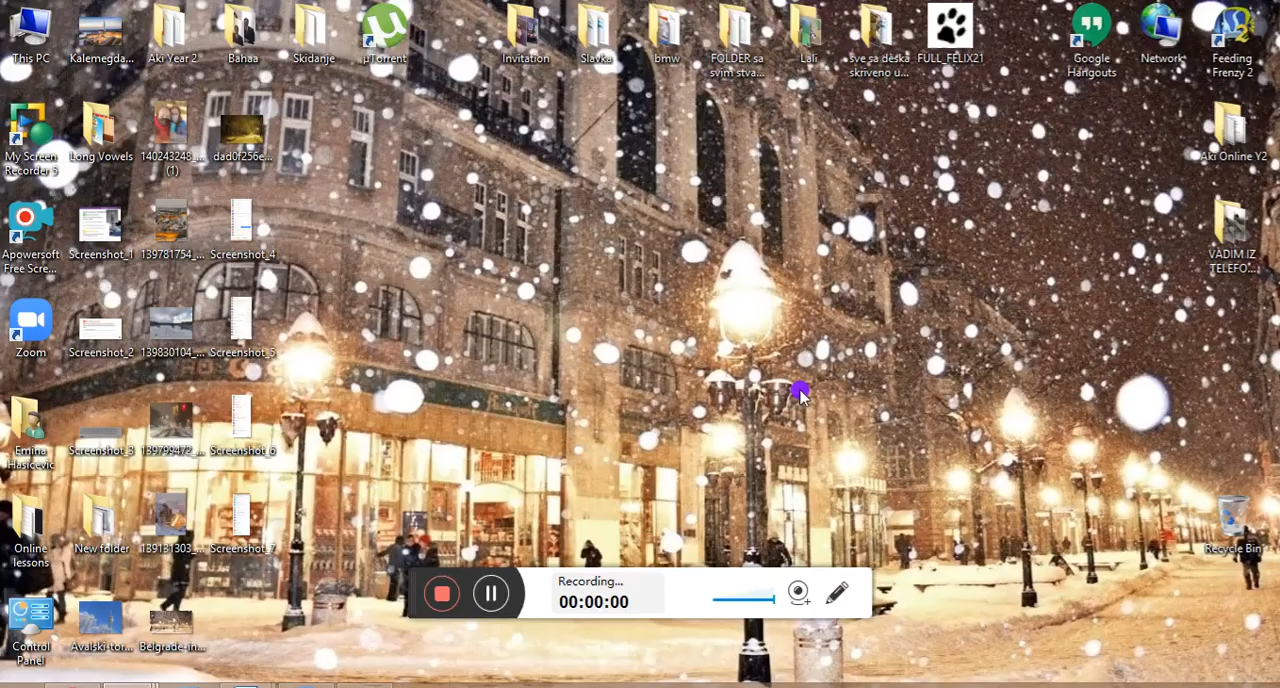 This PC
Kalemegda...
Aki Year 2
Bahaa
Skidanje
µTorrent
Invitation
Slavka
bmw
FOLDER sa
svim stva...
Lali
sve sa deska
skriveno u...
FULL_FELIX21
Google
Hangouts
Network
Feeding
Frenzy 2
My Screen
Recorder 5
Long Vowels
140243248_...
(1)
dad0f256e...
Aki Online Y2
Apowersoft
Free Scre...
Screenshot_1
139781754_...
Screenshot_4
VADIM IZ
TELEFO...
Zoom
Screenshot_2
139830104_...
Screenshot_5
Emina
Hasicevic
Screenshot_3
139799472_...
Screenshot_6
Online
lessons
New folder
139131303_...
Screenshot_7
Recycle Bin
Recording...
00:00:00
Control
Panel
Avalski-tor...
Belgrade-in...